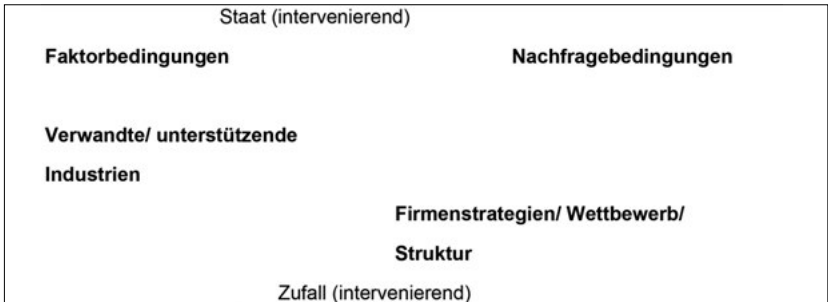 Staat (intervenierend)
Faktorbedingungen Nachfragebedingungen
Verwandte/ unterstützende
Industrien
Firmenstrategien/ Wettbewerb/
Struktur
Zufall (intervenierend)